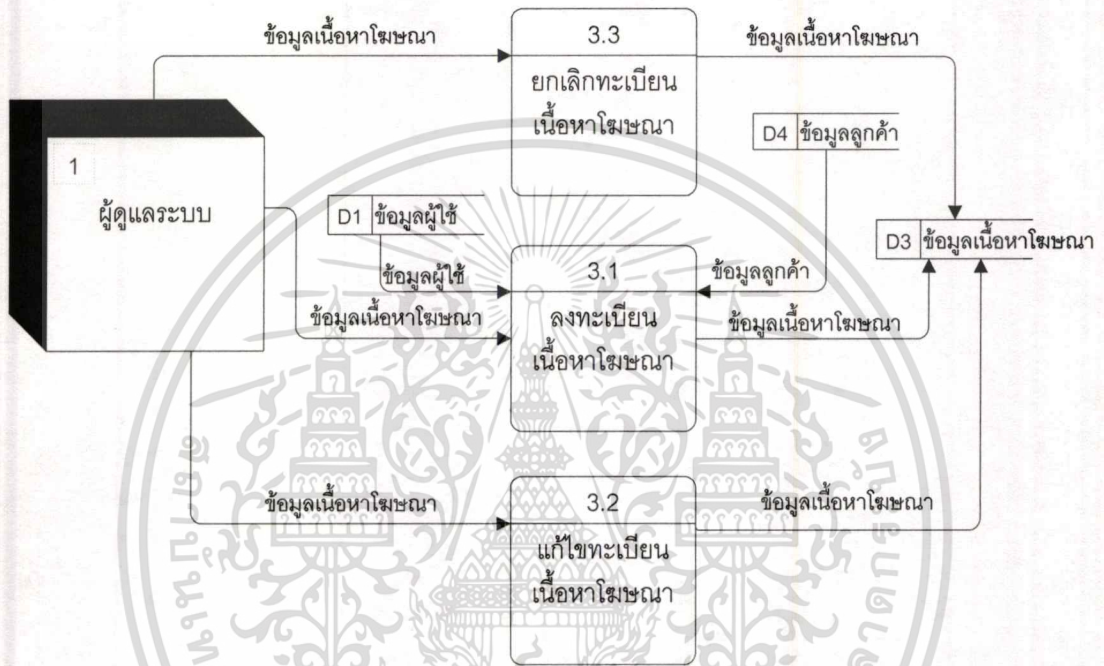 ข้อมูลเนื้อหาโฆษณา
3.3
ข้อมูลเนื้อหาโฆษณา
ยกเลิกทะเบียน
เนื้อหาโฆษณา
D4 ข้อมูลลูกค้า
1
ผู้ดูแลระบบ
D1 ข้อมูลผู้ใช้
D3 ข้อมูลเนื้อหาโฆษณา
ข้อมูลผู้ใช้
3.1
ข้อมูลลูกค้า
ข้อมูลเนื้อหาโฆษณา
ลงทะเบียน
เนื้อหาโฆษณา
ข้อมูลเนื้อหาโฆษณา
ข้อมูลเนื้อหาโฆษณา
3.2
ข้อมูลเนื้อหาโฆษณา
แก้ไขทะเบียน
เนื้อหาโฆษณา